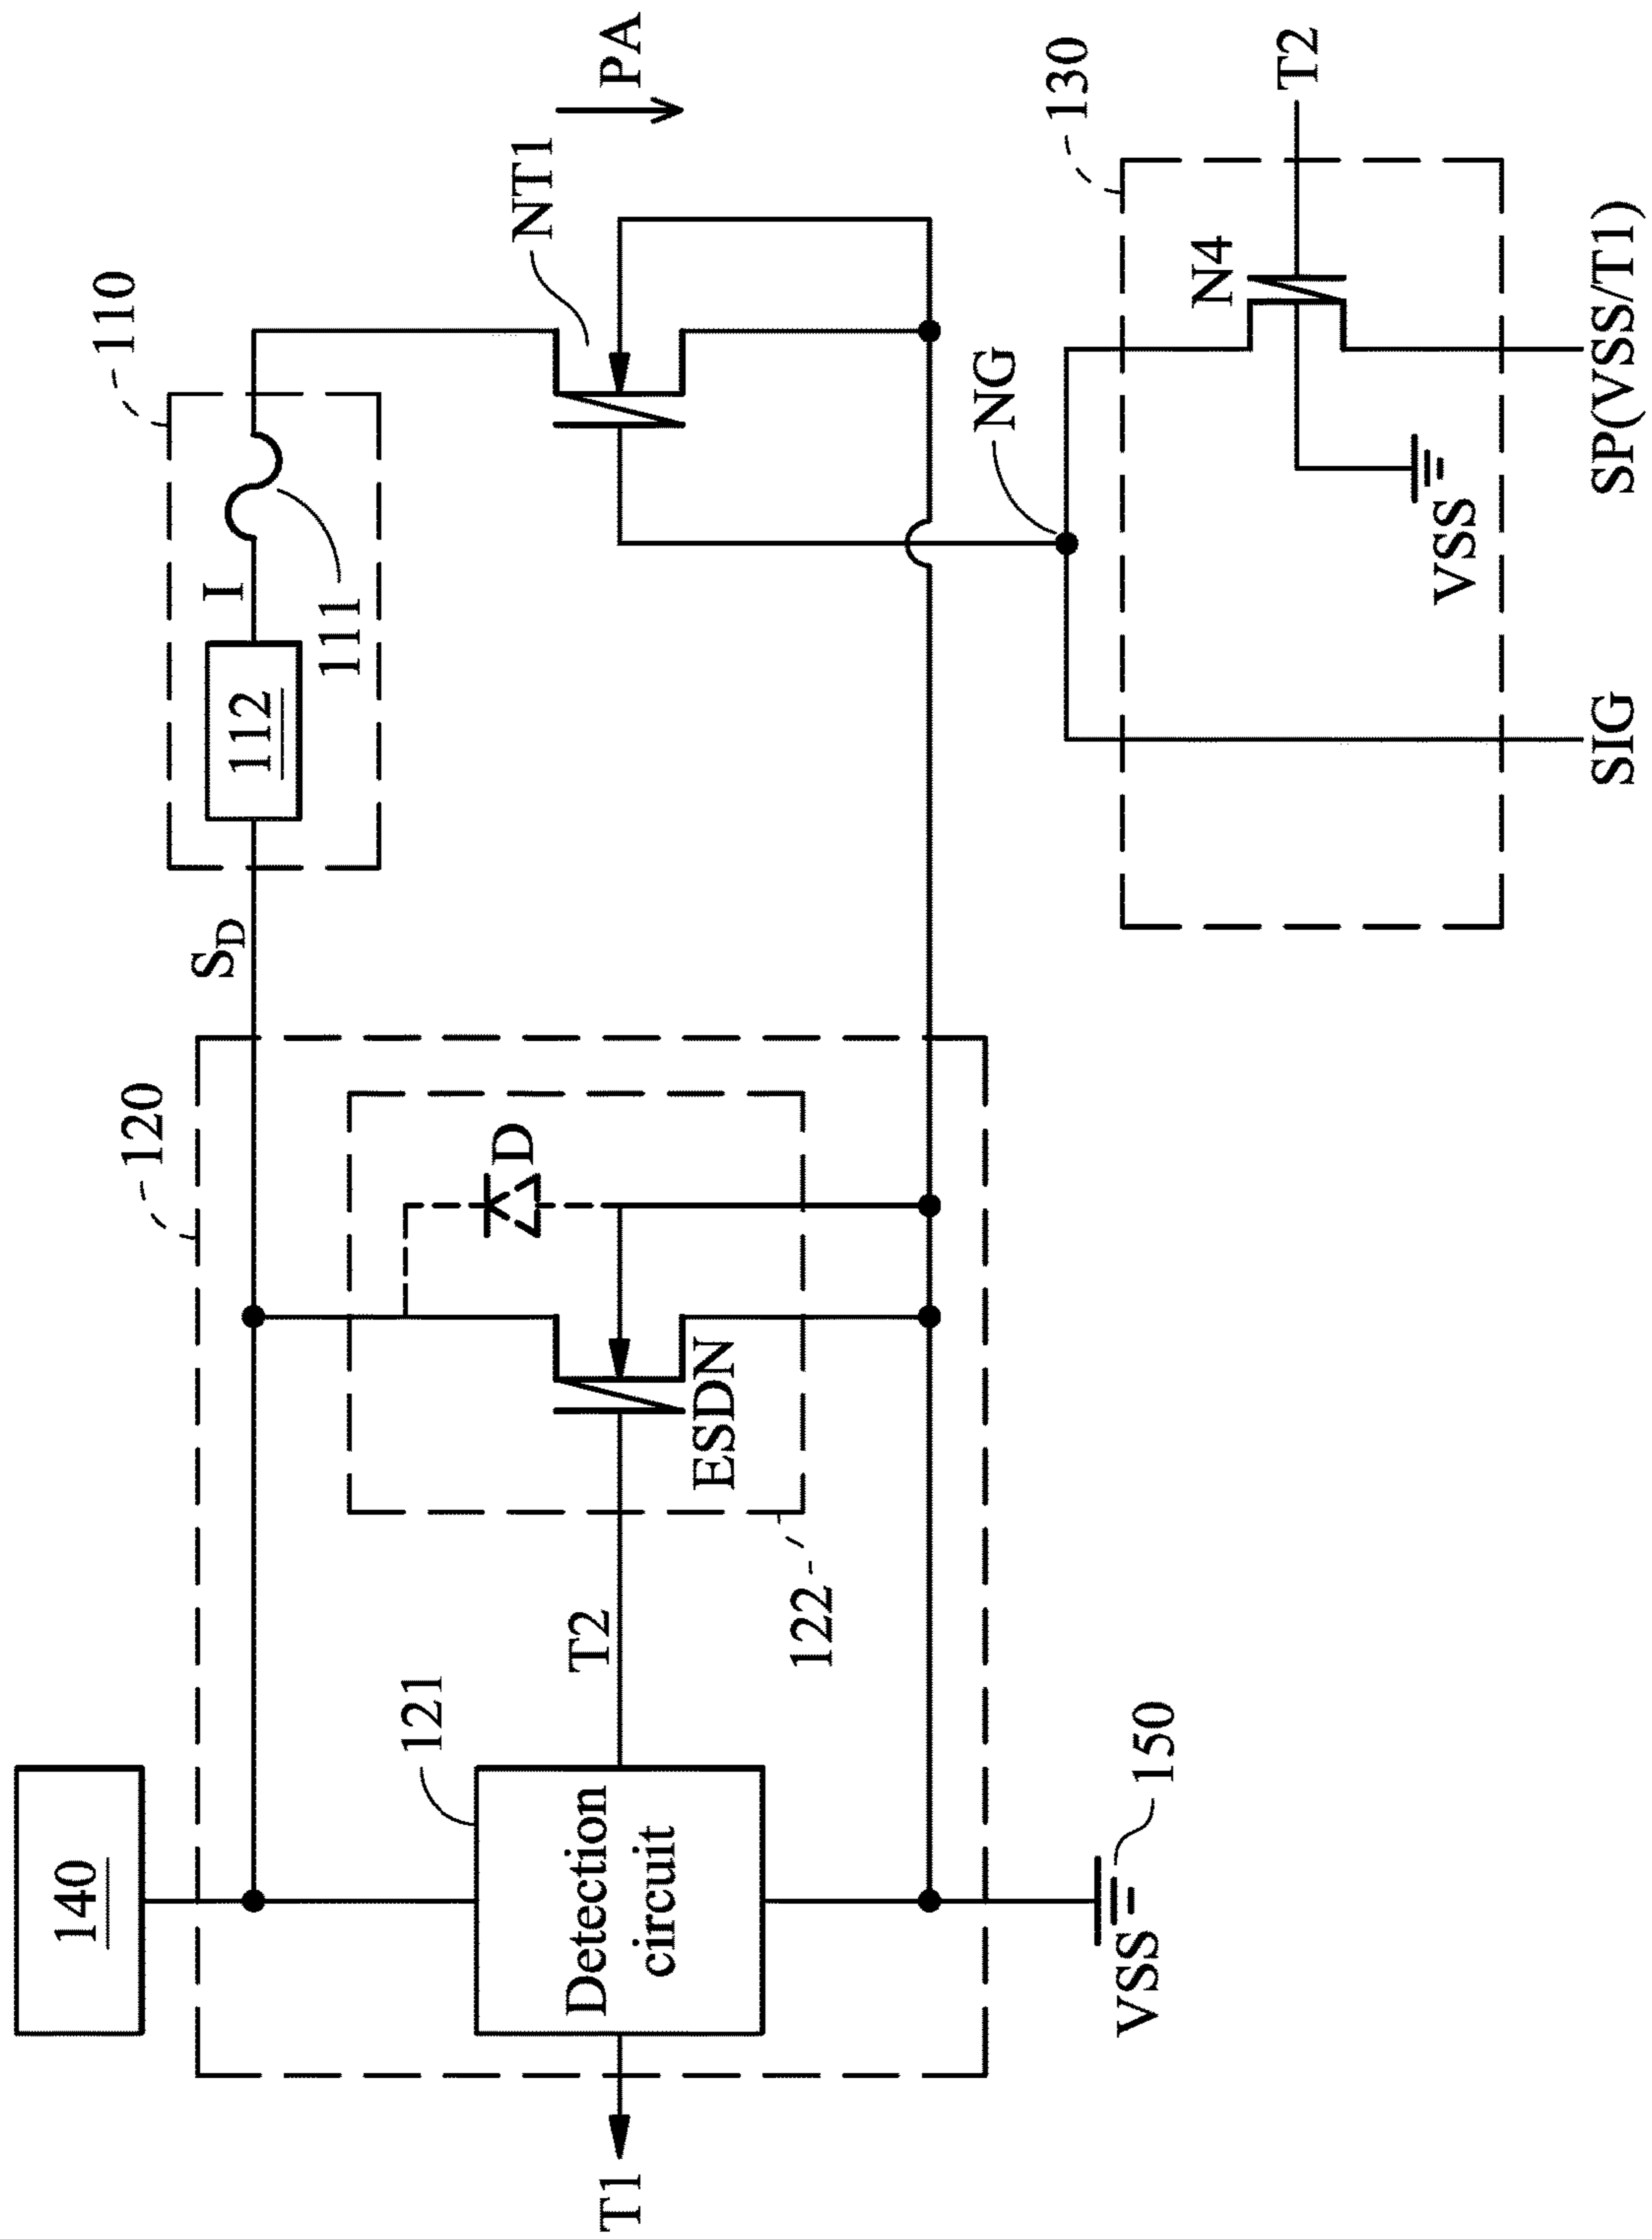 140
120
S_D
110
112
I
111
NT1
PA
T1
Detection
circuit
121
T2
122
ESDN
D
VSS
150
NG
130
N4
T2
VSS
SIG
SP(VSS/T1)